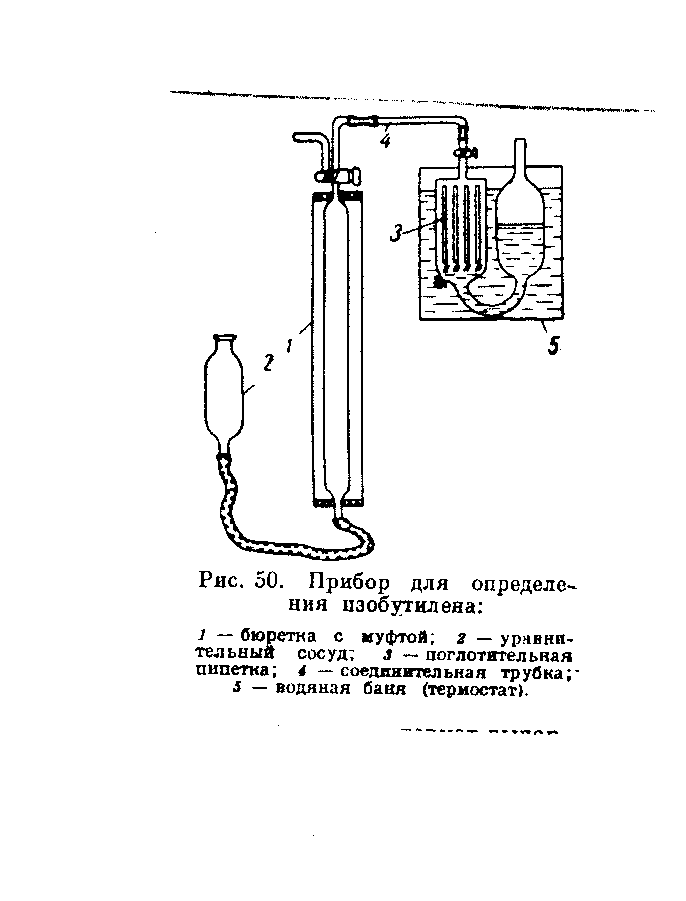 4
3
5
1
2
Рис. 50. Прибор для определе-
ния изобутилена:
1 — бюретка с муфтой; 2 — уравни-
тельный сосуд; 3 — поглотительная
пипетка; 4 — соединительная трубка;
5 — водяная баня (термостат).